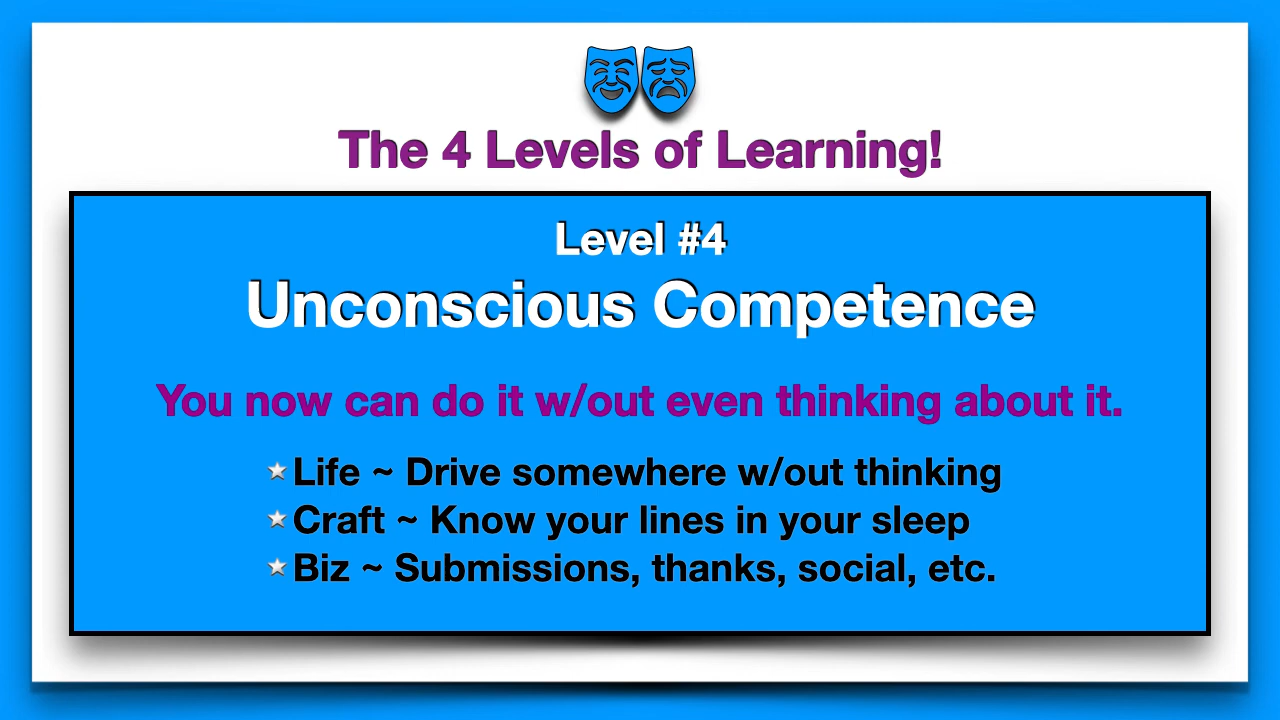 The 4 Levels of Learning!
Level #4
Unconscious Competence
You now can do it w/out even thinking about it.
Life ~ Drive somewhere w/out thinking
Craft ~ Know your lines in your sleep
Biz ~ Submissions, thanks, social, etc.